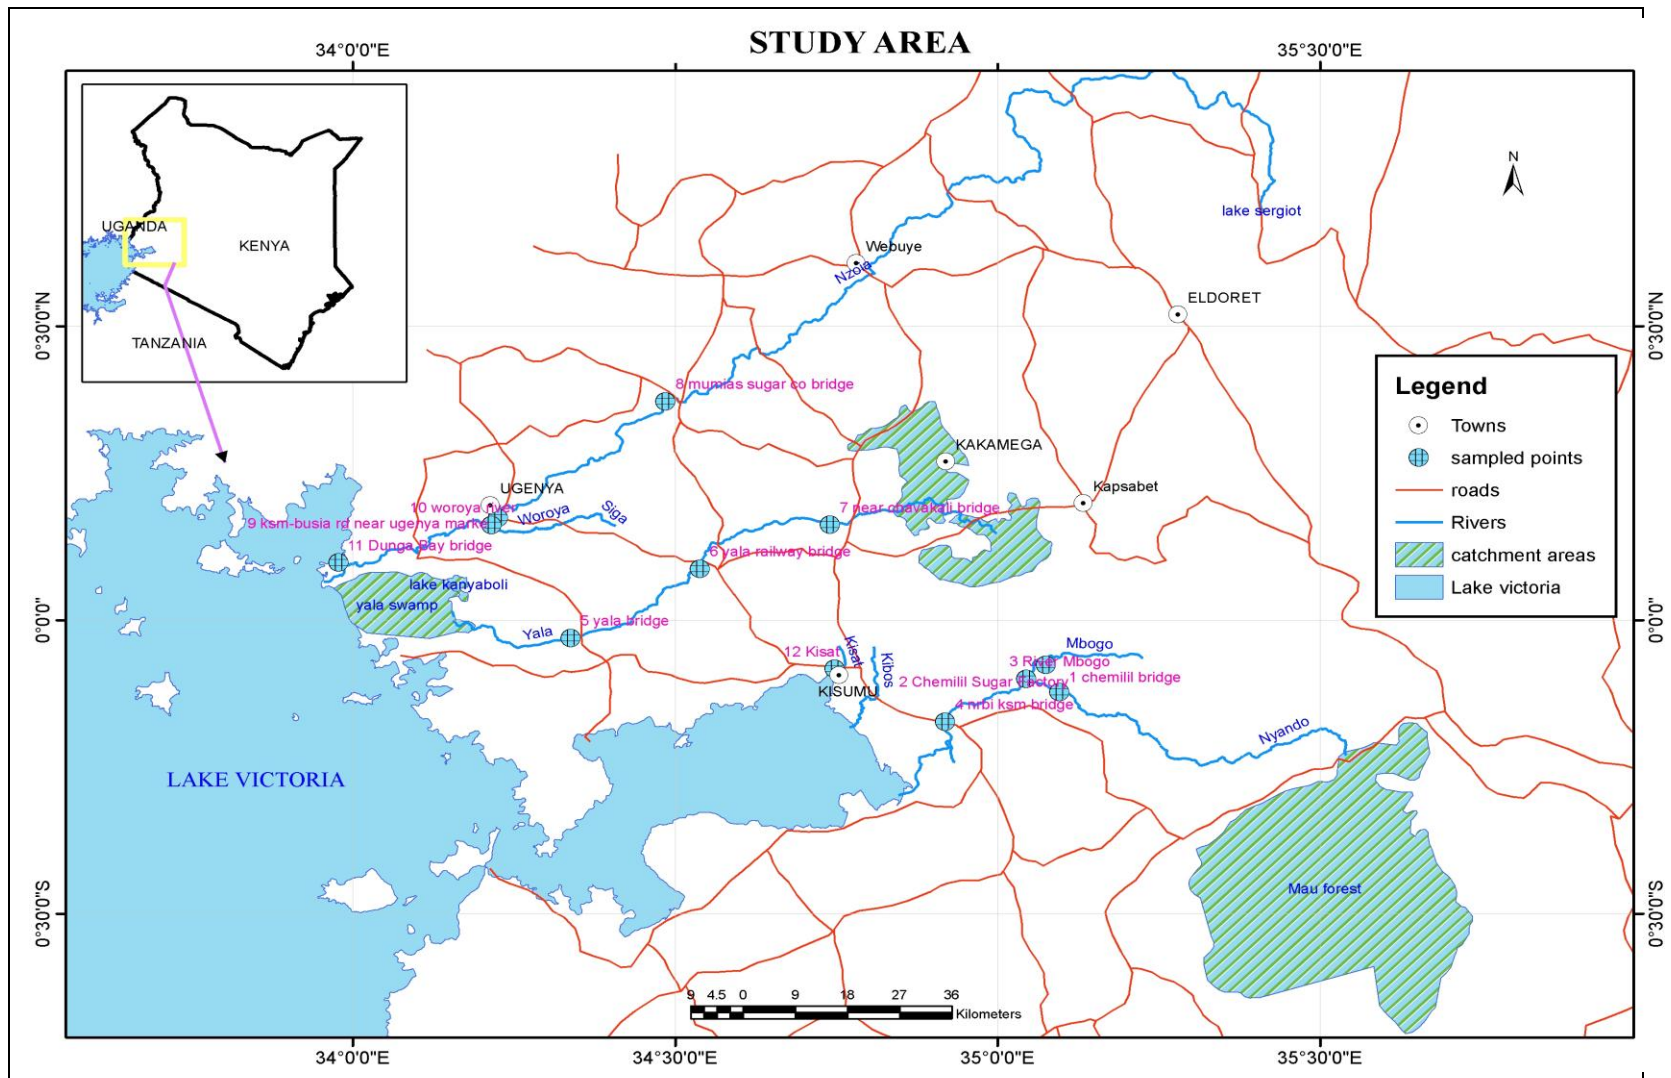 STUDY AREA
34°0'0"E
35°30'0"E
UGANDA
KENYA
TANZANIA
N
lake sergiot
Webuye
Nzoia
ELDORET
0°30'0"N
0°30'0"N
8 mumias sugar co bridge
KAKAMEGA
Kapsabet
UGENYA
10 woroya river
Woroya
Siga
9 ksm-busia rd near ugenya market
7 near chavakali bridge
11 Dunga Bay bridge
6 yala railway bridge
lake kanyaboli
yala swamp
5 yala bridge
Yala
0°0'0"
0°0'0"
12 Kisat
Kisat
Kibos
KISUMU
Mbogo
3 River Mbogo
2 Chemilil Sugar Factory
1 chemilil bridge
4 nrbi ksm bridge
Nyando
LAKE VICTORIA
Mau forest
0°30'0"S
0°30'0"S
Legend
Towns
sampled points
roads
Rivers
catchment areas
Lake victoria
9 4.5 0 9 18 27 36
Kilometers
34°0'0"E
34°30'0"E
35°0'0"E
35°30'0"E